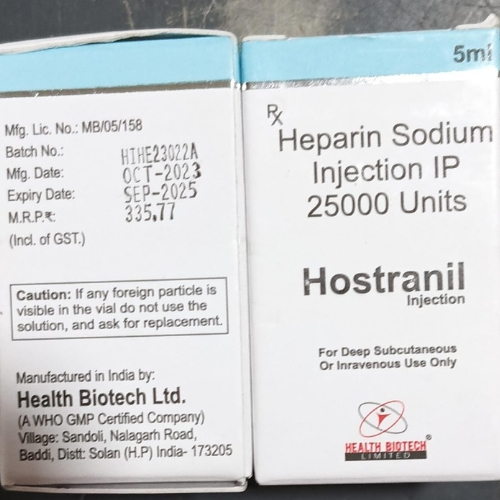 Mfg. Lic. No.: MB/05/158
Batch No.: HIHE23022A
Mfg. Date: OCT-2023
Expiry Date: SEP-2025
M.R.P.₹: 335.77
(Incl. of GST.)
Caution: If any foreign particle is
visible in the vial do not use the
solution, and ask for replacement.
Manufactured in India by:
Health Biotech Ltd.
(A WHO GMP Certified Company)
Village: Sandoli, Nalagarh Road,
Baddi, Distt: Solan (H.P) India- 173205
5ml
Rx
Heparin Sodium
Injection IP
25000 Units
Hostranil
Injection
For Deep Subcutaneous
Or Inravenous Use Only
HEALTH BIOTECH®
LIMITED